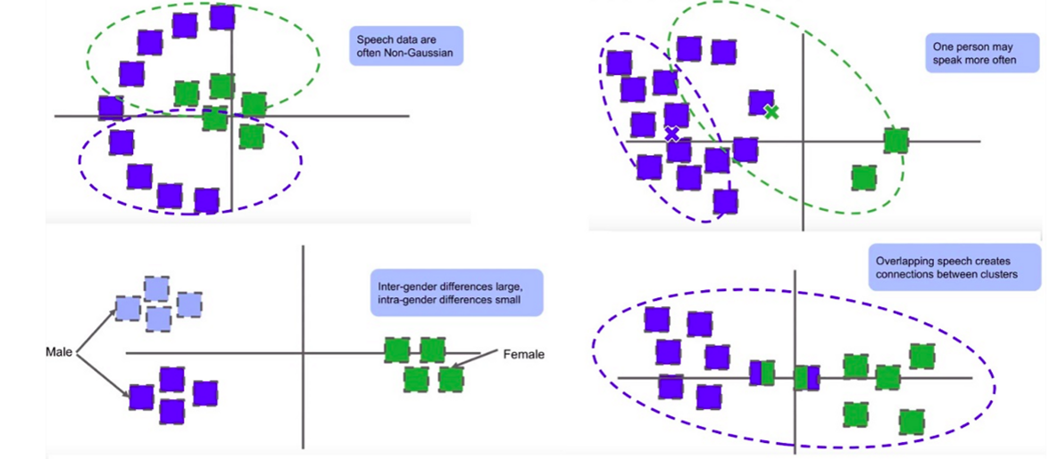 Speech data are
often Non-Gaussian
One person may
speak more often
Inter-gender differences large,
intra-gender differences small
Male
Female
Overlapping speech creates
connections between clusters